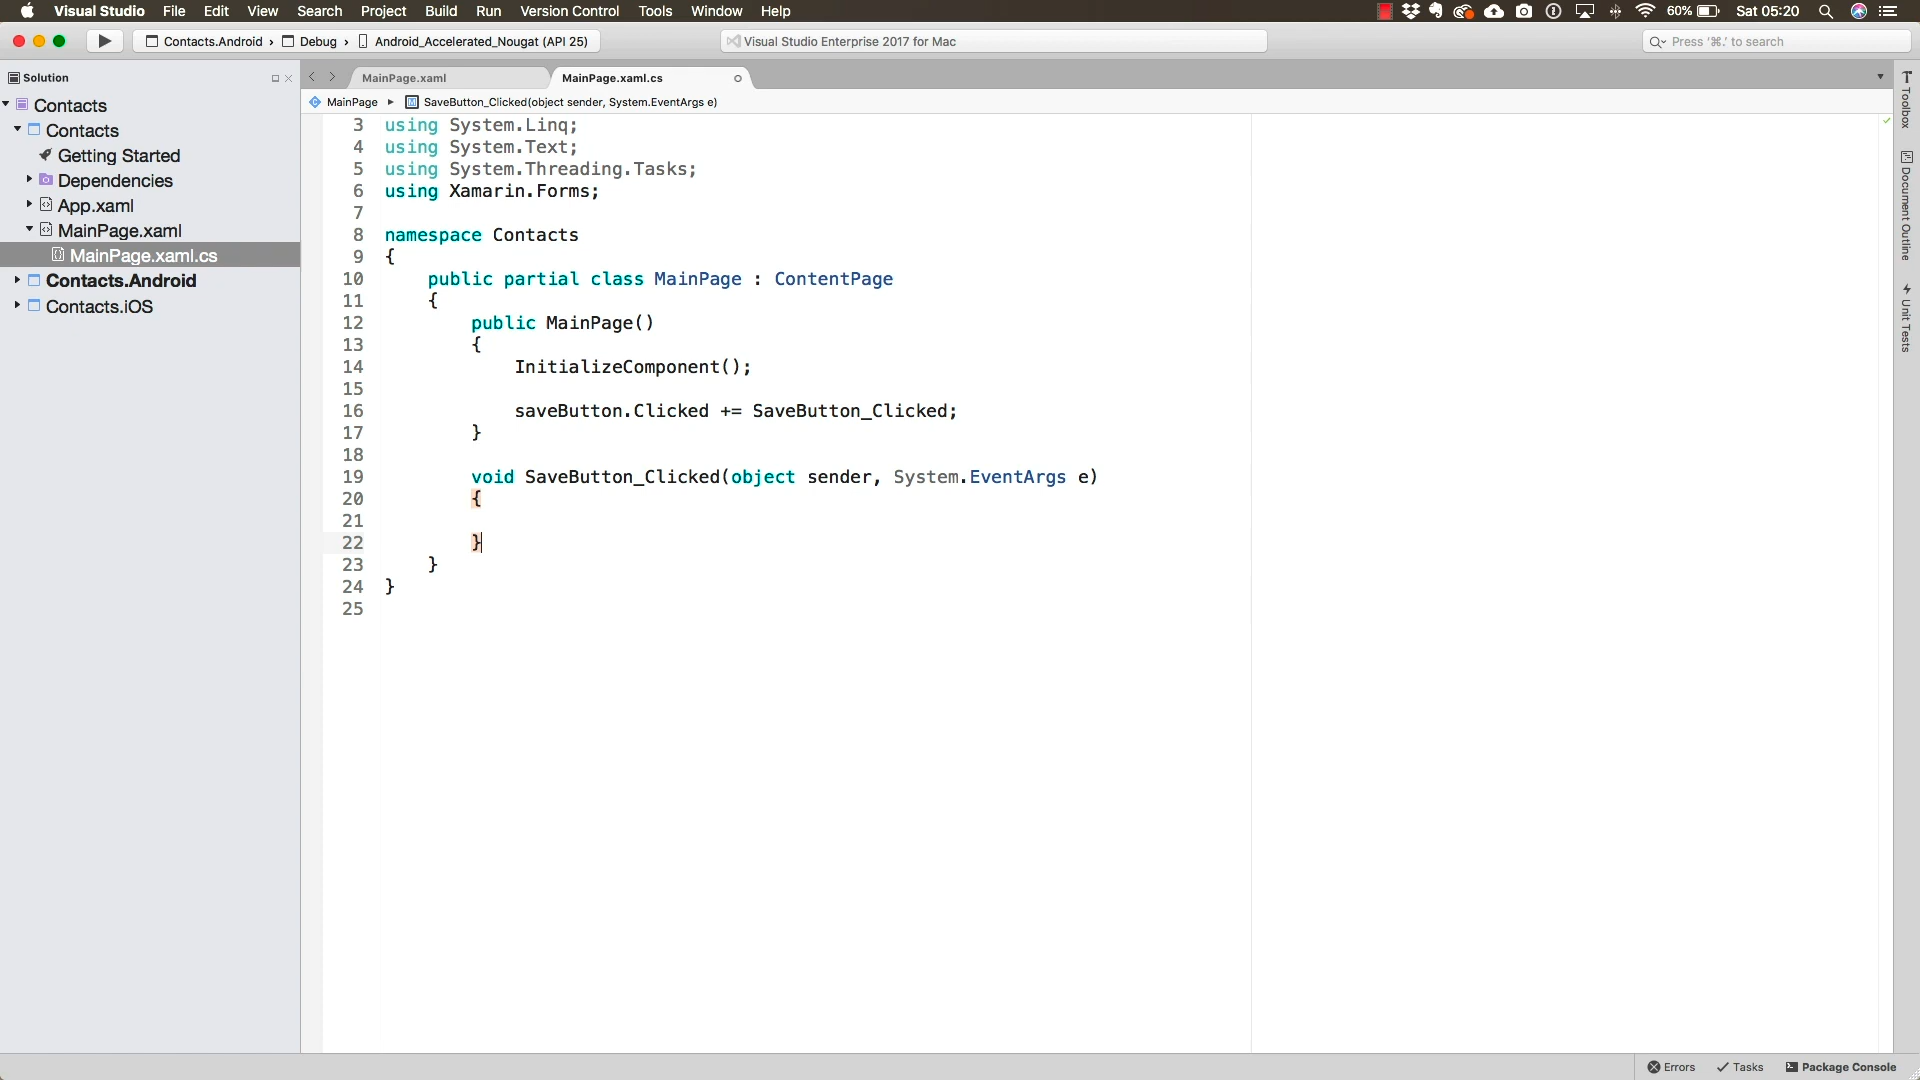 Visual Studio File Edit View Search Project Build Run Version Control Tools Window Help 60% Sat 05:20
Contacts.Android › Debug › Android_Accelerated_Nougat (API 25) Visual Studio Enterprise 2017 for Mac Press '⌘.' to search
Solution
Contacts
Contacts
Getting Started
Dependencies
App.xaml
MainPage.xaml
MainPage.xaml.cs
Contacts.Android
Contacts.iOS
MainPage.xaml MainPage.xaml.cs
MainPage SaveButton_Clicked(object sender, System.EventArgs e)
3 using System.Linq;
4 using System.Text;
5 using System.Threading.Tasks;
6 using Xamarin.Forms;
7
8 namespace Contacts
9 {
10 public partial class MainPage : ContentPage
11 {
12 public MainPage()
13 {
14 InitializeComponent();
15
16 saveButton.Clicked += SaveButton_Clicked;
17 }
18
19 void SaveButton_Clicked(object sender, System.EventArgs e)
20 {
21
22 }
23 }
24 }
25
Toolbox
Document Outline
Unit Tests
Errors Tasks Package Console